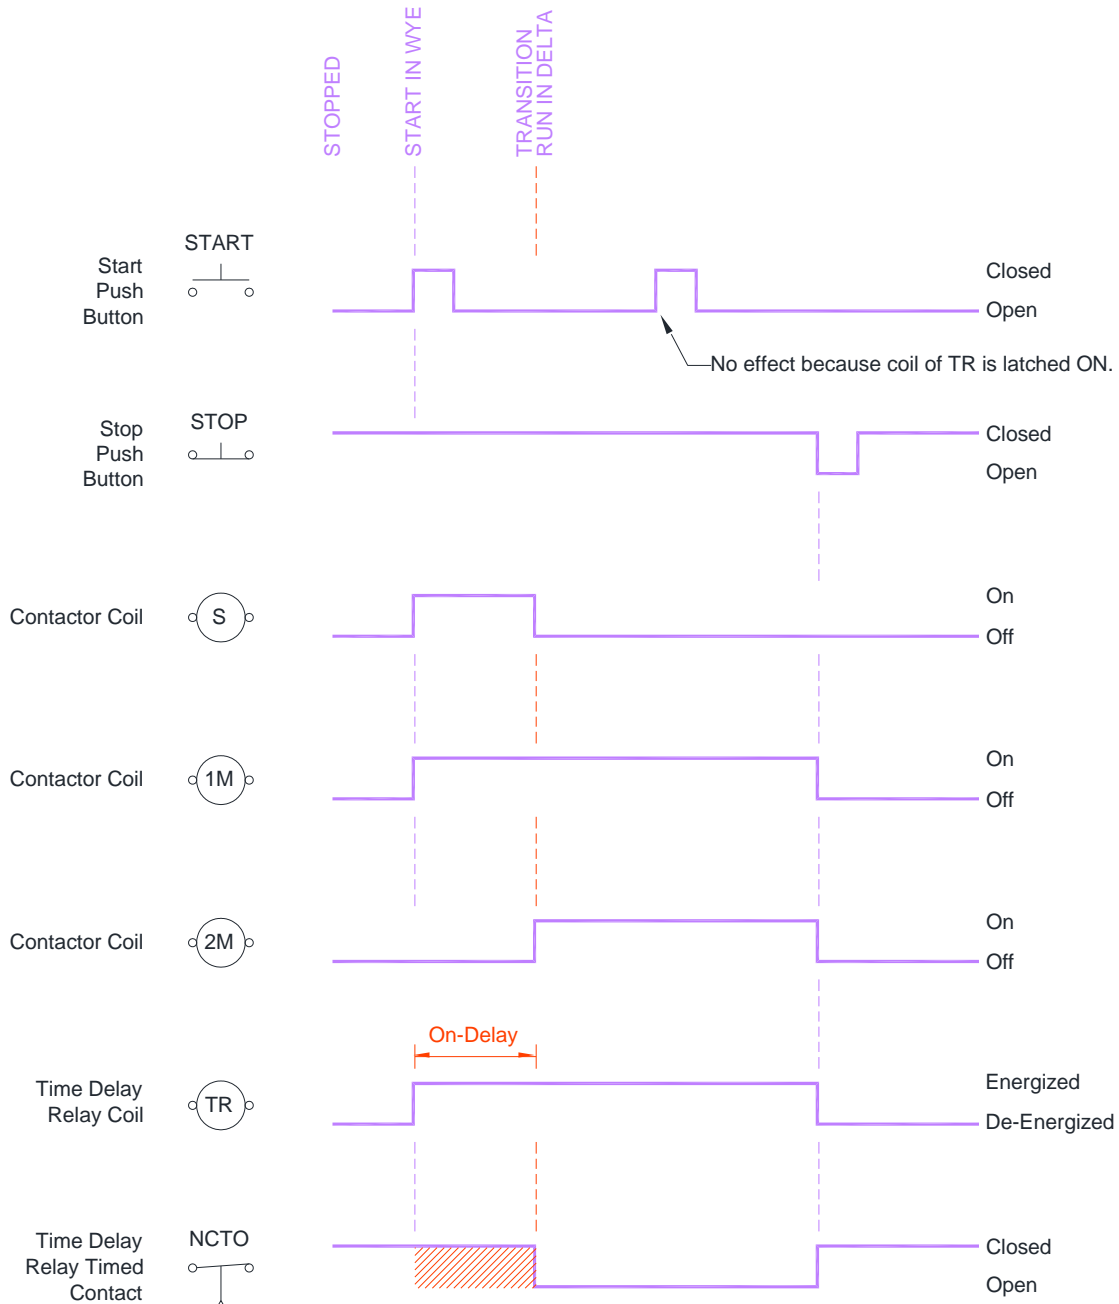 STOPPED
START IN WYE
TRANSITION
RUN IN DELTA
START
Start
Push
Button
Closed
Open
No effect because coil of TR is latched ON.
STOP
Stop
Push
Button
Closed
Open
Contactor Coil
S
On
Off
Contactor Coil
1M
On
Off
Contactor Coil
2M
On
Off
On-Delay
Time Delay
Relay Coil
TR
Energized
De-Energized
Time Delay
Relay Timed
Contact
NCTO
Closed
Open